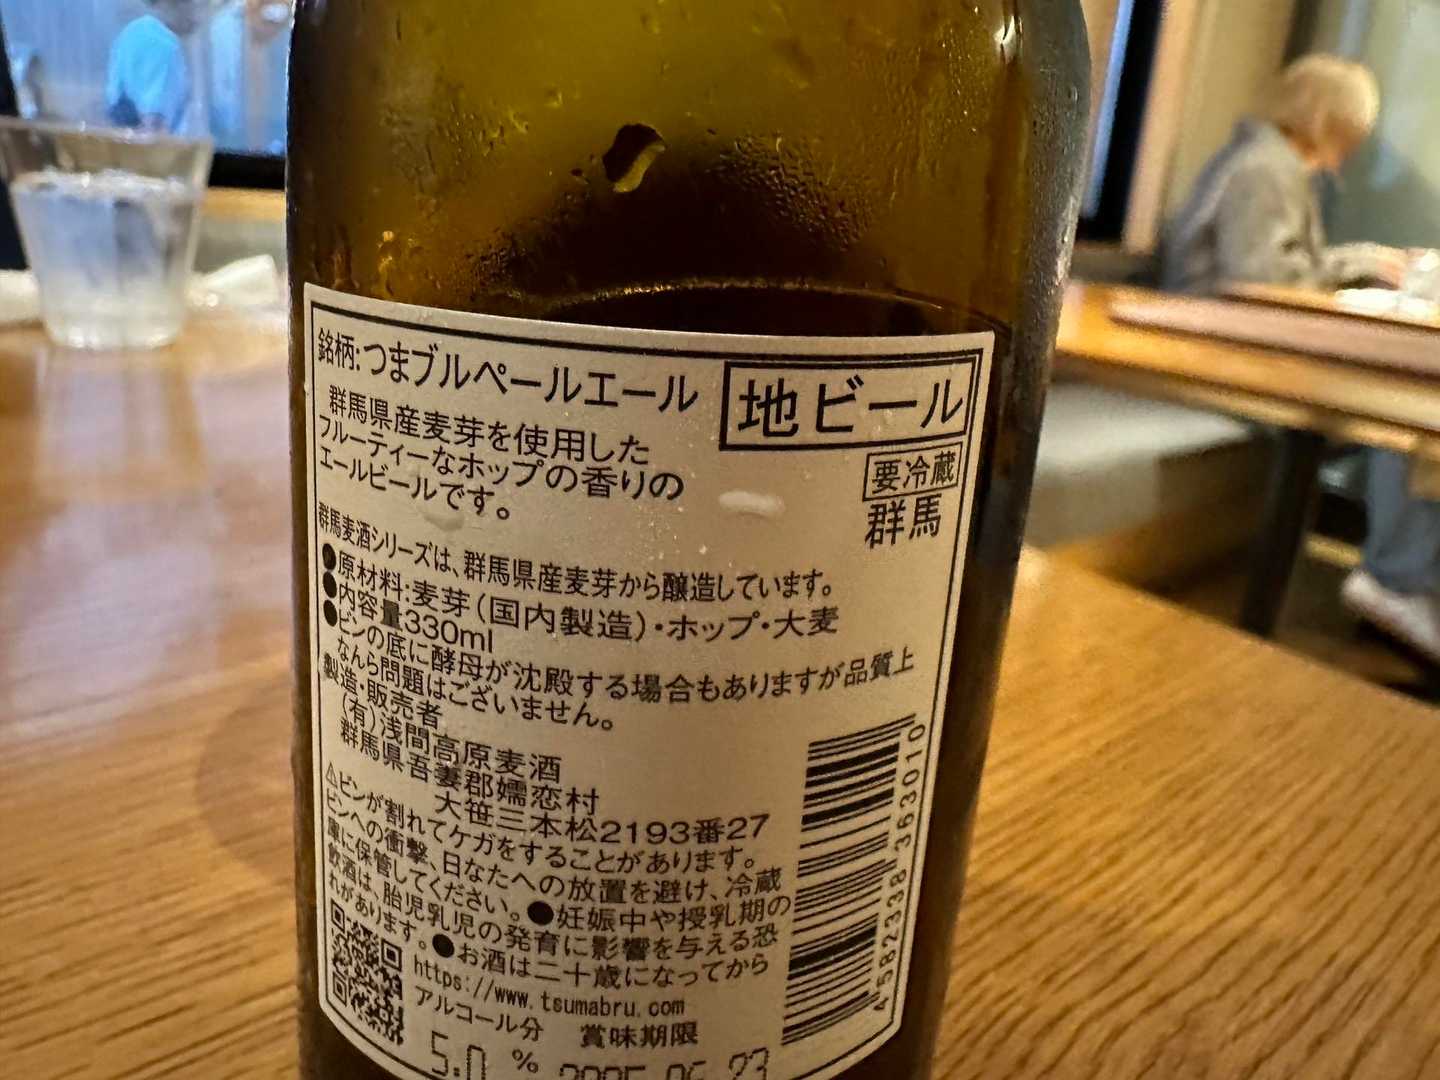 銘柄:つまブルペールエール
地ビール
要冷蔵
群馬
群馬県産麦芽を使用した
フルーティーなホップの香りの
エールビールです。
群馬麦酒シリーズは、群馬県産麦芽から醸造しています。
●原材料:麦芽(国内製造)・ホップ・大麦
●内容量330ml
●ビンの底に酵母が沈殿する場合もありますが品質上
なんら問題はございません。
製造・販売者
(有)浅間高原麦酒
群馬県吾妻郡嬬恋村
大笹三本松2193番27
⚠ビンが割れてケガをすることがあります。
ビンへの衝撃、日なたへの放置を避け、冷蔵
庫に保管してください。●妊娠中や授乳期の
飲酒は、胎児乳児の発育に影響を与える恐
れがあります。●お酒は二十歳になってから
https://www.tsumabru.com
アルコール分 賞味期限
5.0% 2025.06.23
4 582338 363010